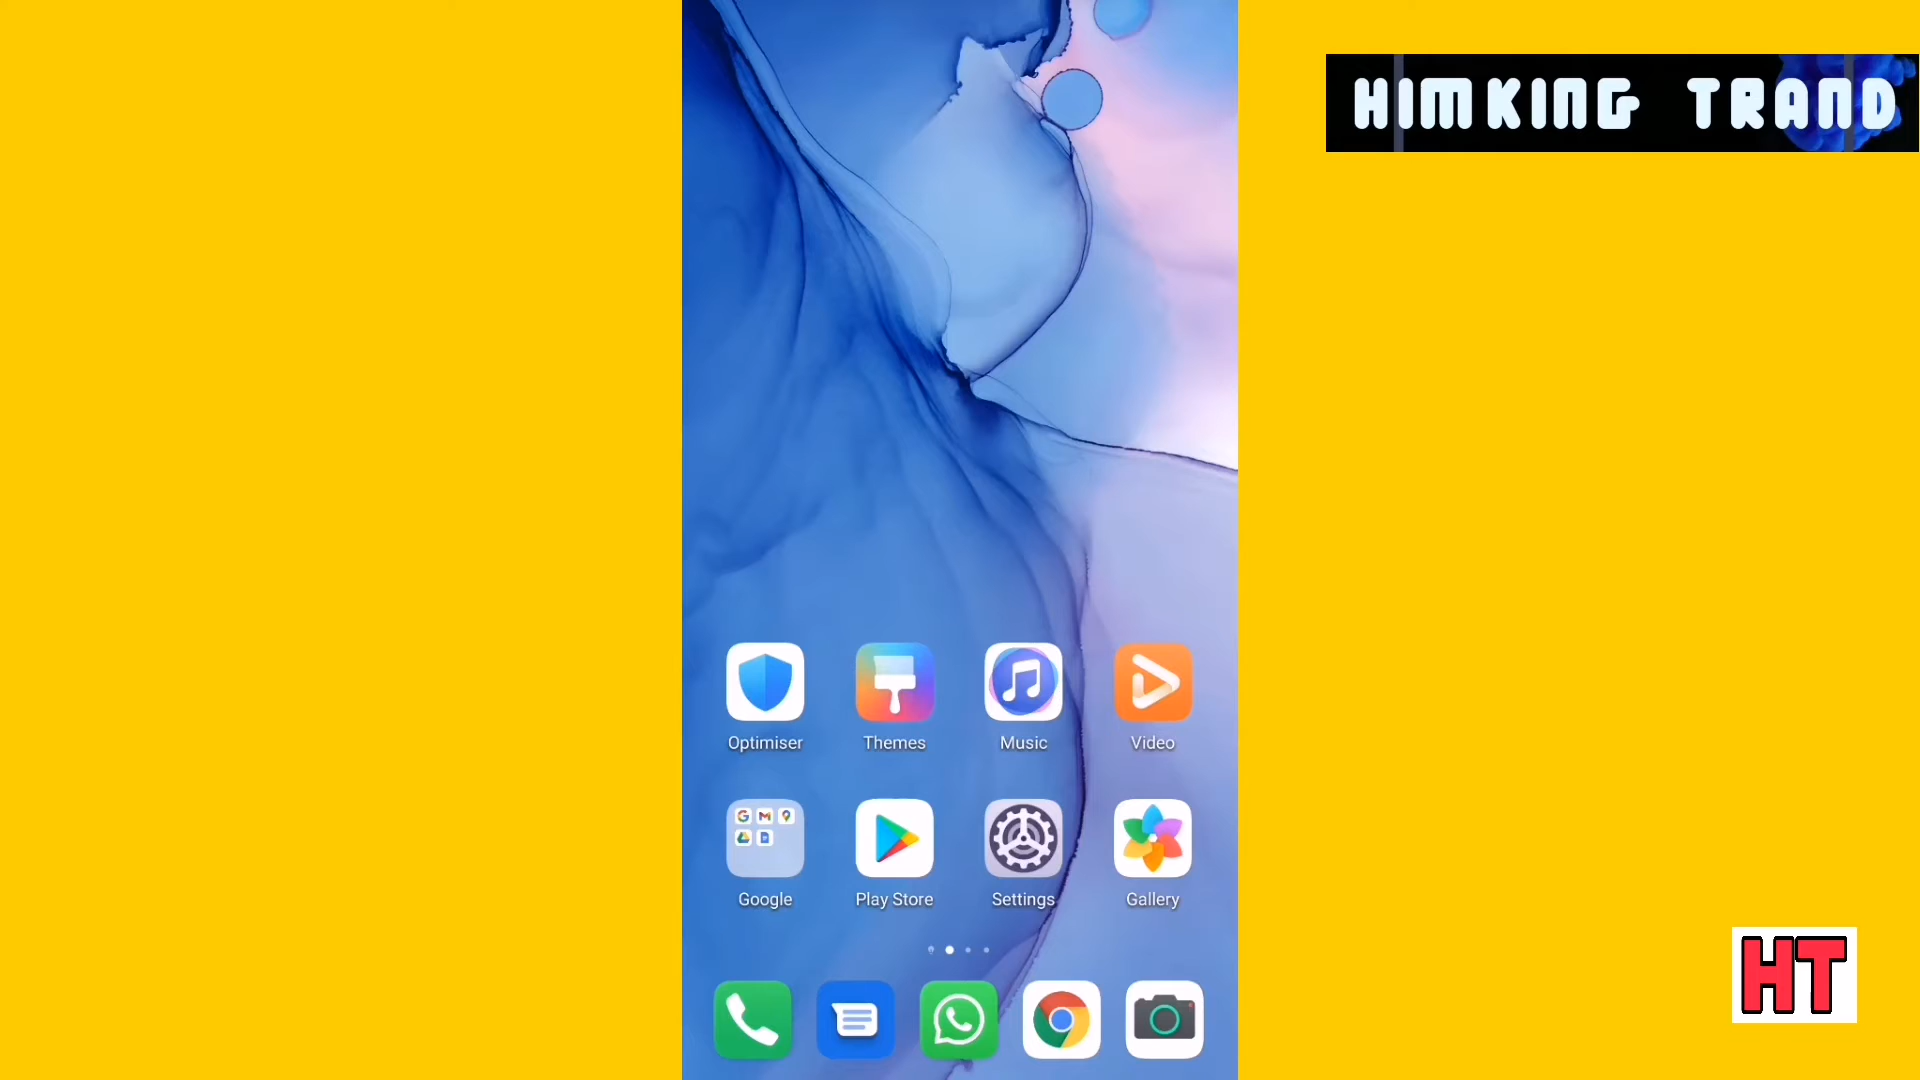 HIMKING TRAND
Optimiser
Themes
Music
Video
Google
Play Store
Settings
Gallery
HT